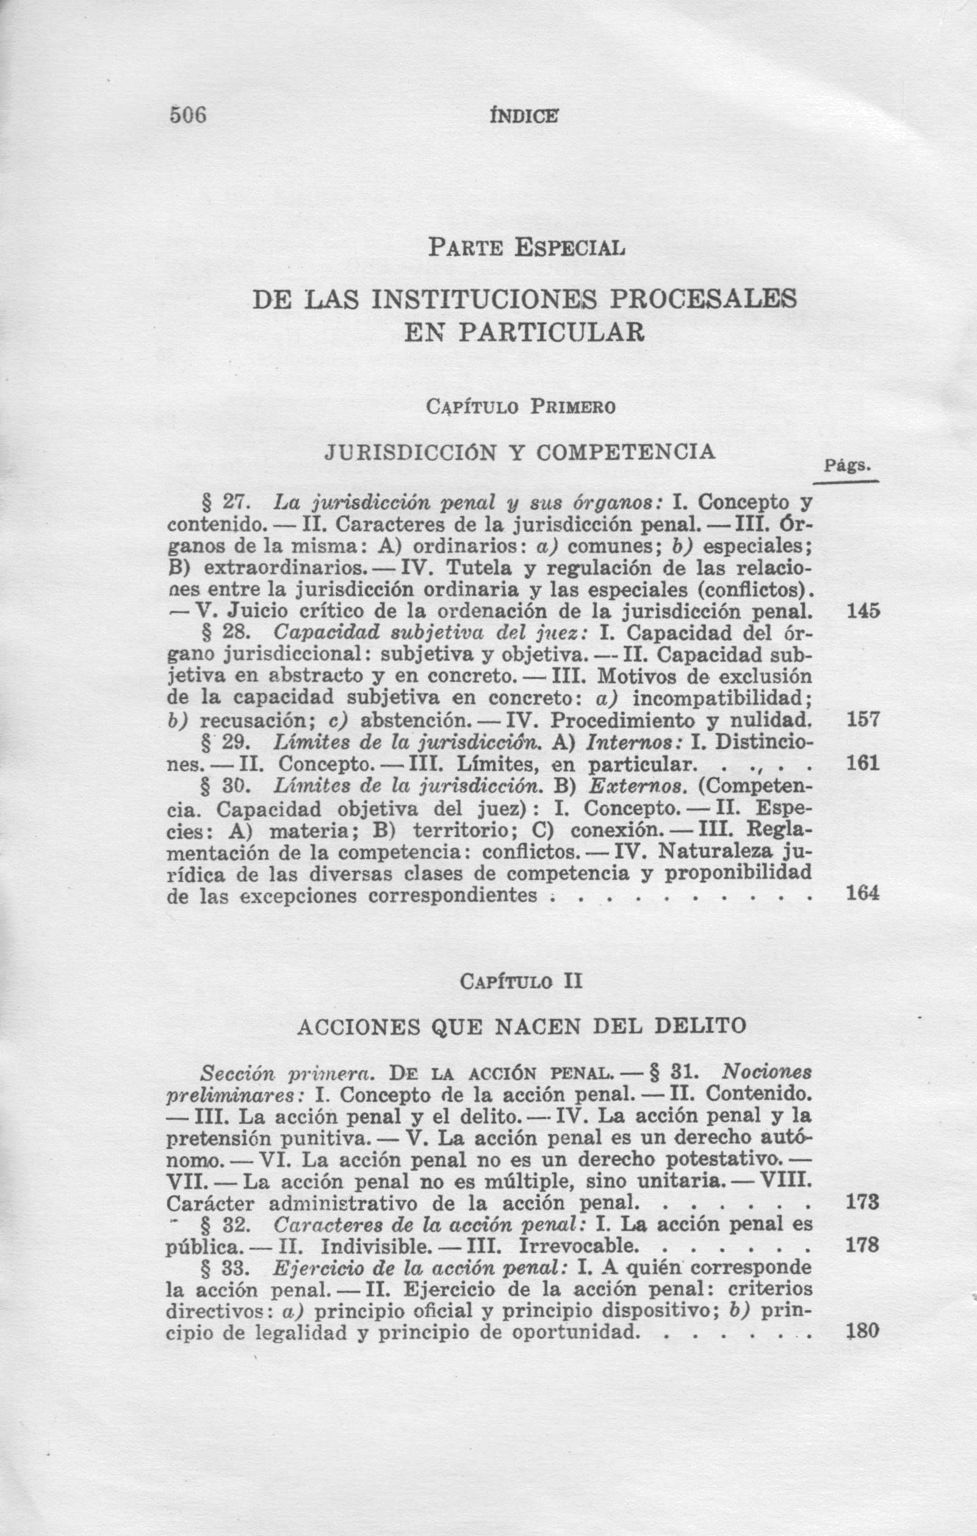 506
ÍNDICE
PARTE ESPECIAL
DE LAS INSTITUCIONES PROCESALES
EN PARTICULAR
CAPÍTULO PRIMERO
JURISDICCIÓN Y COMPETENCIA
Págs.
§ 27. La jurisdicción penal y sus órganos: I. Concepto y
contenido. — II. Caracteres de la jurisdicción penal. — III. Ór-
ganos de la misma: A) ordinarios: a) comunes; b) especiales;
B) extraordinarios. — IV. Tutela y regulación de las relacio-
nes entre la jurisdicción ordinaria y las especiales (conflictos).
— V. Juicio crítico de la ordenación de la jurisdicción penal. 145
§ 28. Capacidad subjetiva del juez: I. Capacidad del ór-
gano jurisdiccional: subjetiva y objetiva. — II. Capacidad sub-
jetiva en abstracto y en concreto. — III. Motivos de exclusión
de la capacidad subjetiva en concreto: a) incompatibilidad;
b) recusación; c) abstención. — IV. Procedimiento y nulidad. 157
§ 29. Límites de la jurisdicción. A) Internos: I. Distincio-
nes. — II. Concepto. — III. Límites, en particular. . ., . . 161
§ 30. Límites de la jurisdicción. B) Externos. (Competen-
cia. Capacidad objetiva del juez) : I. Concepto. — II. Espe-
cies: A) materia; B) territorio; C) conexión. — III. Regla-
mentación de la competencia: conflictos. — IV. Naturaleza ju-
rídica de las diversas clases de competencia y proponibilidad
de las excepciones correspondientes . . . . . . . . . . 164
CAPÍTULO II
ACCIONES QUE NACEN DEL DELITO
Sección primera. DE LA ACCIÓN PENAL. — § 31. Nociones
preliminares: I. Concepto de la acción penal. — II. Contenido.
— III. La acción penal y el delito. — IV. La acción penal y la
pretensión punitiva. — V. La acción penal es un derecho autó-
nomo. — VI. La acción penal no es un derecho potestativo. —
VII. — La acción penal no es múltiple, sino unitaria. — VIII.
Carácter administrativo de la acción penal. . . . . . . 173
§ 32. Caracteres de la acción penal: I. La acción penal es
pública. — II. Indivisible. — III. Irrevocable. . . . . . . 178
§ 33. Ejercicio de la acción penal: I. A quién corresponde
la acción penal. — II. Ejercicio de la acción penal: criterios
directivos: a) principio oficial y principio dispositivo; b) prin-
cipio de legalidad y principio de oportunidad. . . . . . . 180